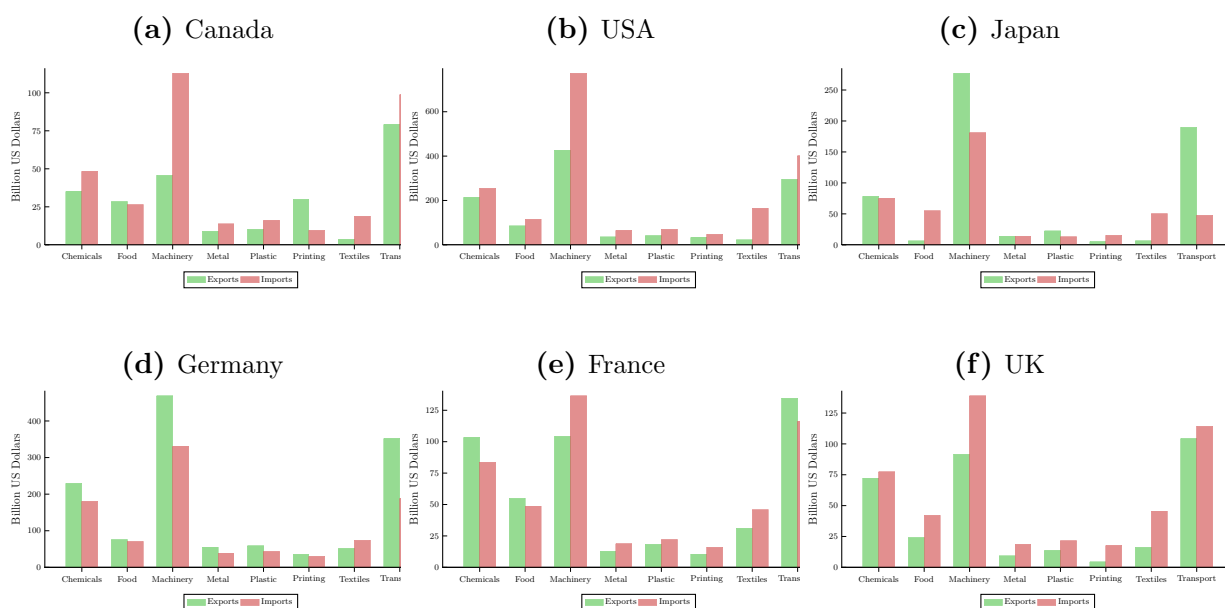 (a) Canada
Billion US Dollars
100
75
50
25
0
Chemicals Food Machinery Metal Plastic Printing Textiles Trans
Exports Imports
(b) USA
Billion US Dollars
600
400
200
0
Chemicals Food Machinery Metal Plastic Printing Textiles Trans
Exports Imports
(c) Japan
Billion US Dollars
250
200
150
100
50
0
Chemicals Food Machinery Metal Plastic Printing Textiles Transport
Exports Imports
(d) Germany
Billion US Dollars
400
300
200
100
0
Chemicals Food Machinery Metal Plastic Printing Textiles Trans
Exports Imports
(e) France
Billion US Dollars
125
100
75
50
25
0
Chemicals Food Machinery Metal Plastic Printing Textiles Trans
Exports Imports
(f) UK
Billion US Dollars
125
100
75
50
25
0
Chemicals Food Machinery Metal Plastic Printing Textiles Transport
Exports Imports